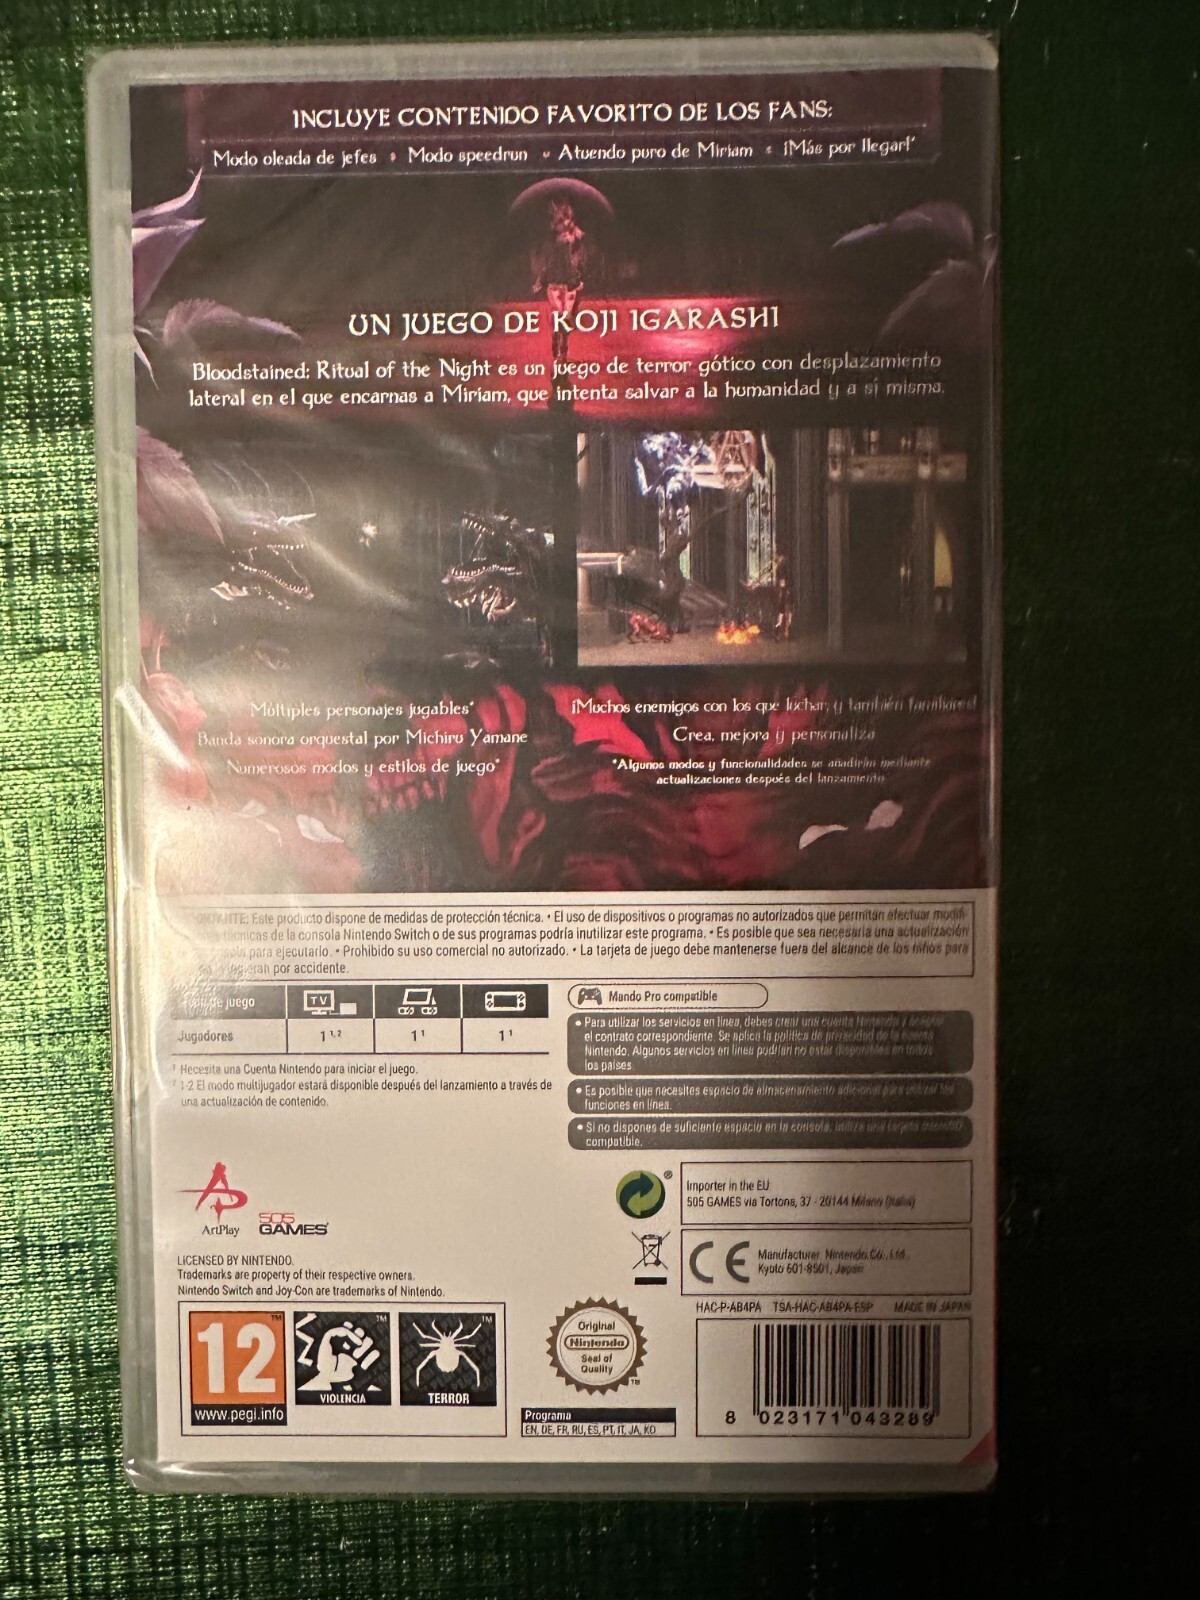 INCLUYE CONTENIDO FAVORITO DE LOS FANS:
Modo oleada de jefes • Modo speedrun • Atuendo puro de Miriam • ¡Más por llegar!*
UN JUEGO DE KOJI IGARASHI
Bloodstained: Ritual of the Night es un juego de terror gótico con desplazamiento
lateral en el que encarnas a Miriam, que intenta salvar a la humanidad y a sí misma.
Múltiples personajes jugables*
Banda sonora orquestal por Michiru Yamane
Numerosos modos y estilos de juego*
¡Muchos enemigos con los que luchar, y también familiares!
Crea, mejora y personaliza
*Algunos modos y funcionalidades se añadirán mediante
actualizaciones después del lanzamiento
Este producto dispone de medidas de protección técnica. • El uso de dispositivos o programas no autorizados que permitan efectuar modifi-
técnicas de la consola Nintendo Switch o de sus programas podría inutilizar este programa. • Es posible que sea necesaria una actualización
para ejecutarlo. • Prohibido su uso comercial no autorizado. • La tarjeta de juego debe mantenerse fuera del alcance de los niños para
por accidente.
de juego
TV
Jugadores
1 1,2
1 1
1 1
1 Necesita una Cuenta Nintendo para iniciar el juego.
2 1-2 El modo multijugador estará disponible después del lanzamiento a través de
una actualización de contenido.
Mando Pro compatible
• Para utilizar los servicios en línea, debes crear una cuenta Nintendo y aceptar
el contrato correspondiente. Se aplica la política de privacidad de la cuenta
Nintendo. Algunos servicios en línea podrían no estar disponibles en todos
los países.
• Es posible que necesites espacio de almacenamiento adicional para utilizar las
funciones en línea.
• Si no dispones de suficiente espacio en la consola, utiliza una tarjeta microSD
compatible.
ArtPlay
505
GAMES
LICENSED BY NINTENDO.
Trademarks are property of their respective owners.
Nintendo Switch and Joy-Con are trademarks of Nintendo.
®
Importer in the EU:
505 GAMES via Tortona, 37 - 20144 Milano (Italia)
CE
Manufacturer: Nintendo Co., Ltd.
Kyoto 601-8501, Japan
HAC-P-AB4PA TSA-HAC-AB4PA-ESP MADE IN JAPAN
12
TM
www.pegi.info
TM
VIOLENCIA
TM
TERROR
Original
Nintendo
Seal of
Quality
TM
Programa
EN, DE, FR, RU, ES, PT, IT, JA, KO
8 023171 043289